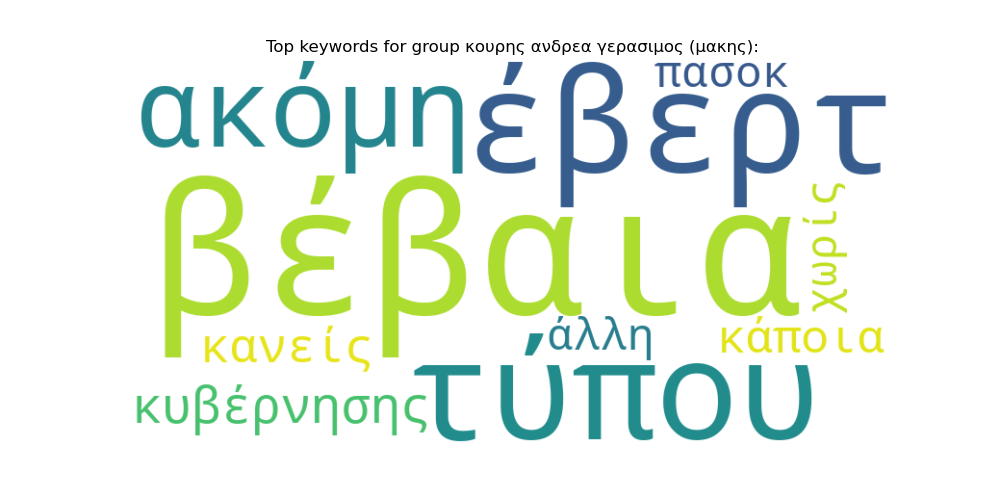 Top keywords for group κουρης ανδρεα γερασιμος (μακης):
ακόμη
έβερτ
πασοκ
βέβαια
χωρίς
κανείς
άλλη
κάποια
κυβέρνησης
τύπου